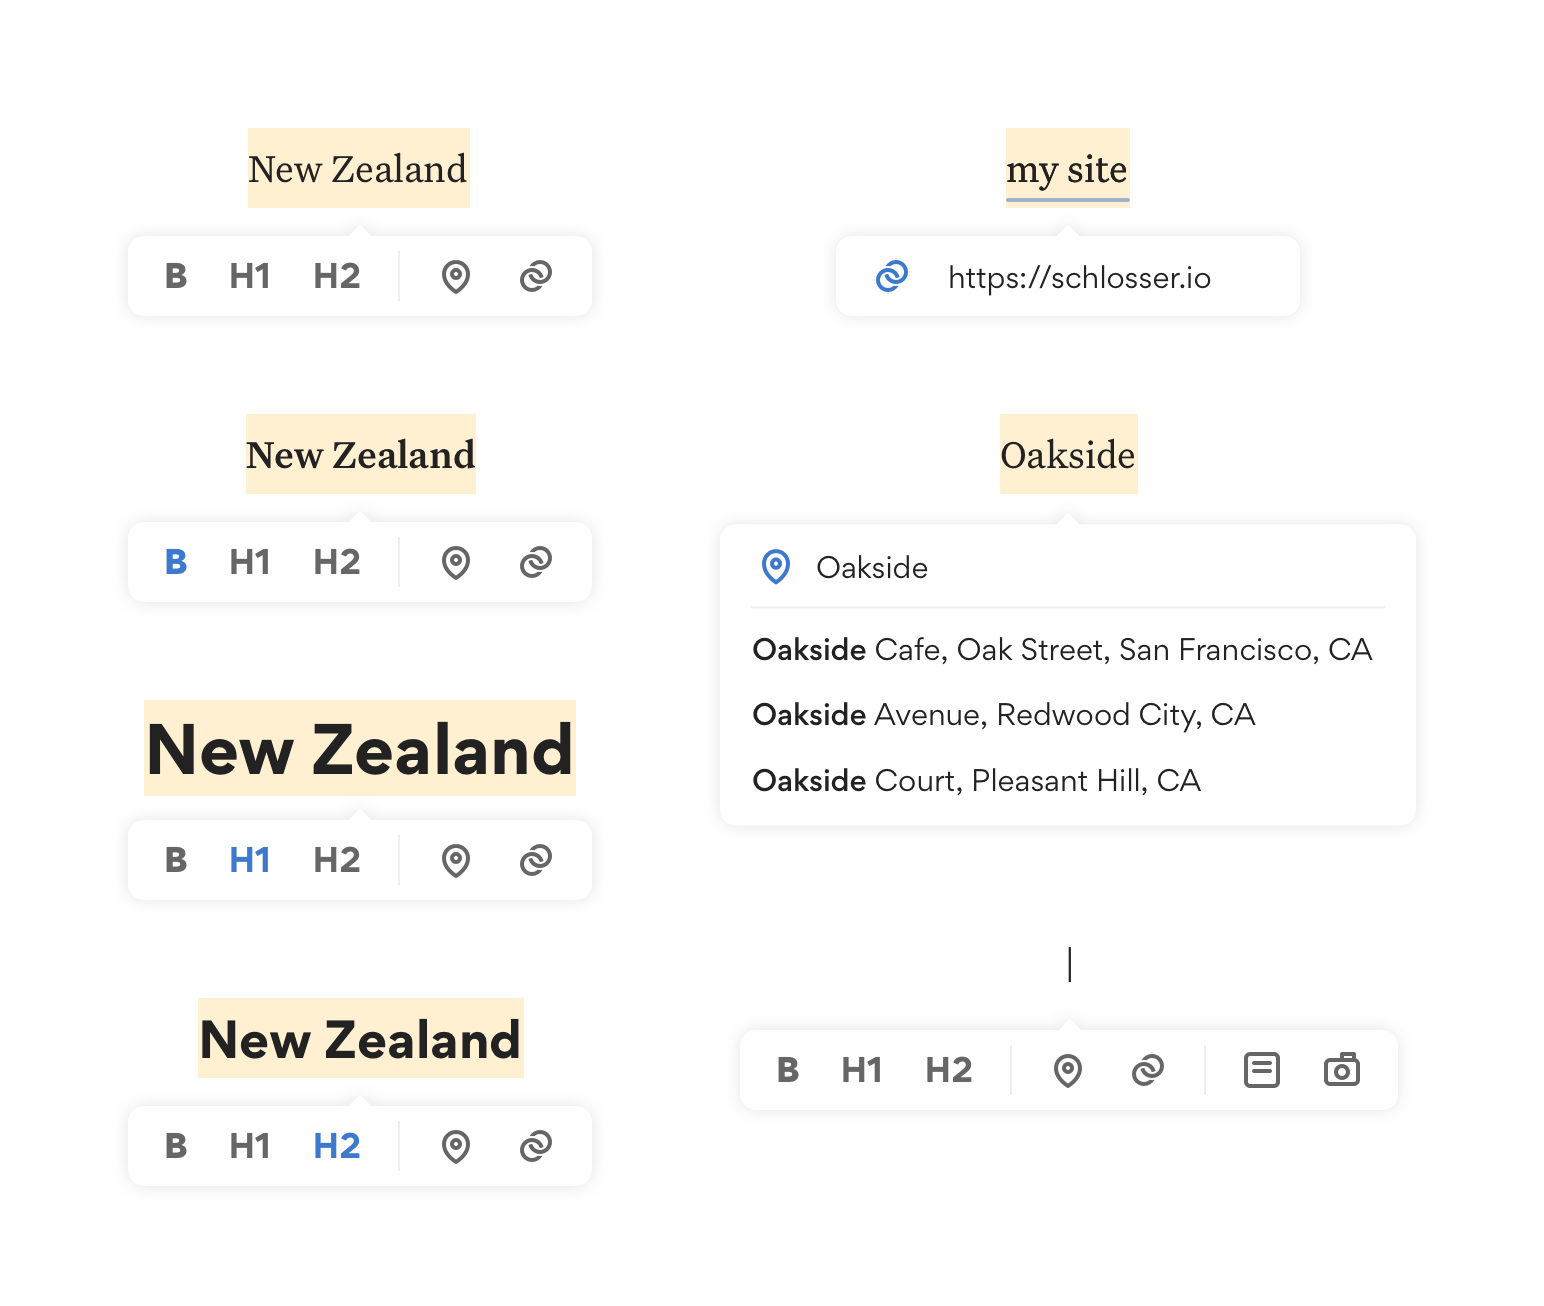 New Zealand
B H1 H2
New Zealand
B H1 H2
New Zealand
B H1 H2
New Zealand
B H1 H2
my site
https://schlosser.io
Oakside
Oakside
Oakside Cafe, Oak Street, San Francisco, CA
Oakside Avenue, Redwood City, CA
Oakside Court, Pleasant Hill, CA
B H1 H2